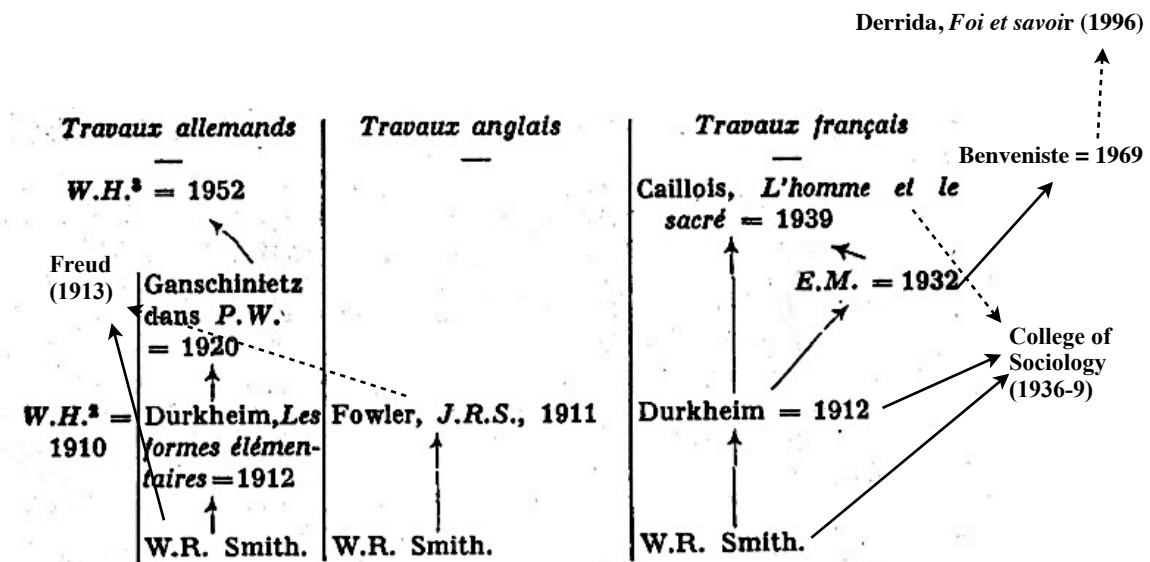 Derrida, Foi et savoir (1996)
Travaux allemands
Travaux anglais
Travaux français
Benveniste = 1969
W.H.³ = 1952
Caillois, L'homme et le
sacré = 1939
Freud
(1913)
Ganschinietz
dans P.W.
= 1920
E.M. = 1932
College of
Sociology
(1936-9)
W.H.² =
1910
Durkheim, Les
formes élémen-
taires = 1912
Fowler, J.R.S., 1911
Durkheim = 1912
W.R. Smith.
W.R. Smith.
W.R. Smith.